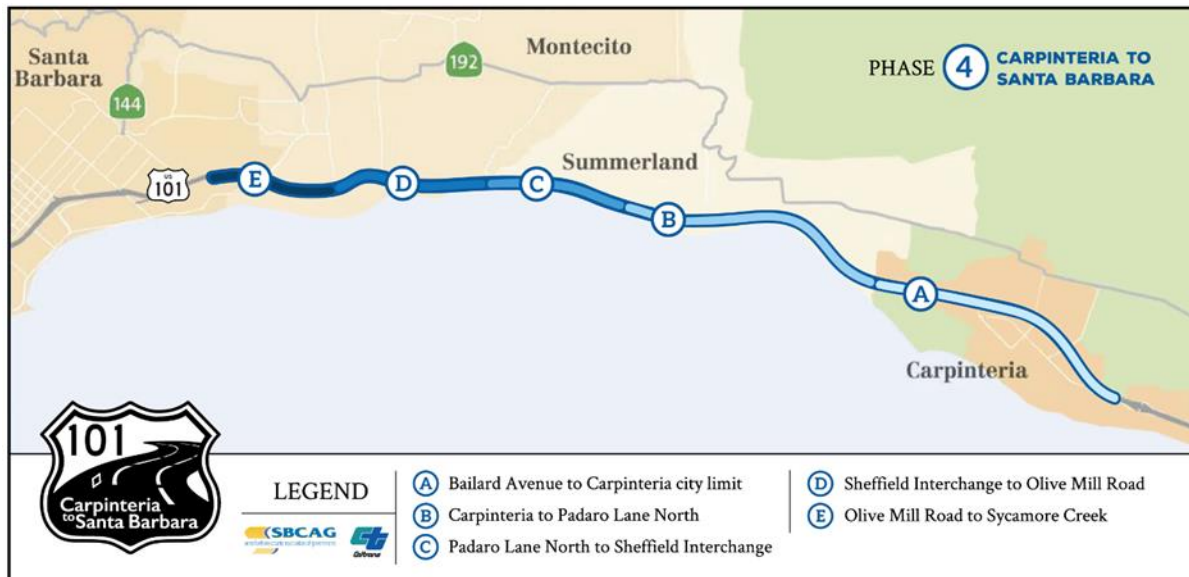 Santa
Barbara
144
US
101
192
Montecito
PHASE 4 CARPINTERIA TO
SANTA BARBARA
Summerland
E
D
C
B
A
Carpinteria
101
Carpinteria
to Santa Barbara
LEGEND
SBCAG
Caltrans
A Bailard Avenue to Carpinteria city limit
B Carpinteria to Padaro Lane North
C Padaro Lane North to Sheffield Interchange
D Sheffield Interchange to Olive Mill Road
E Olive Mill Road to Sycamore Creek